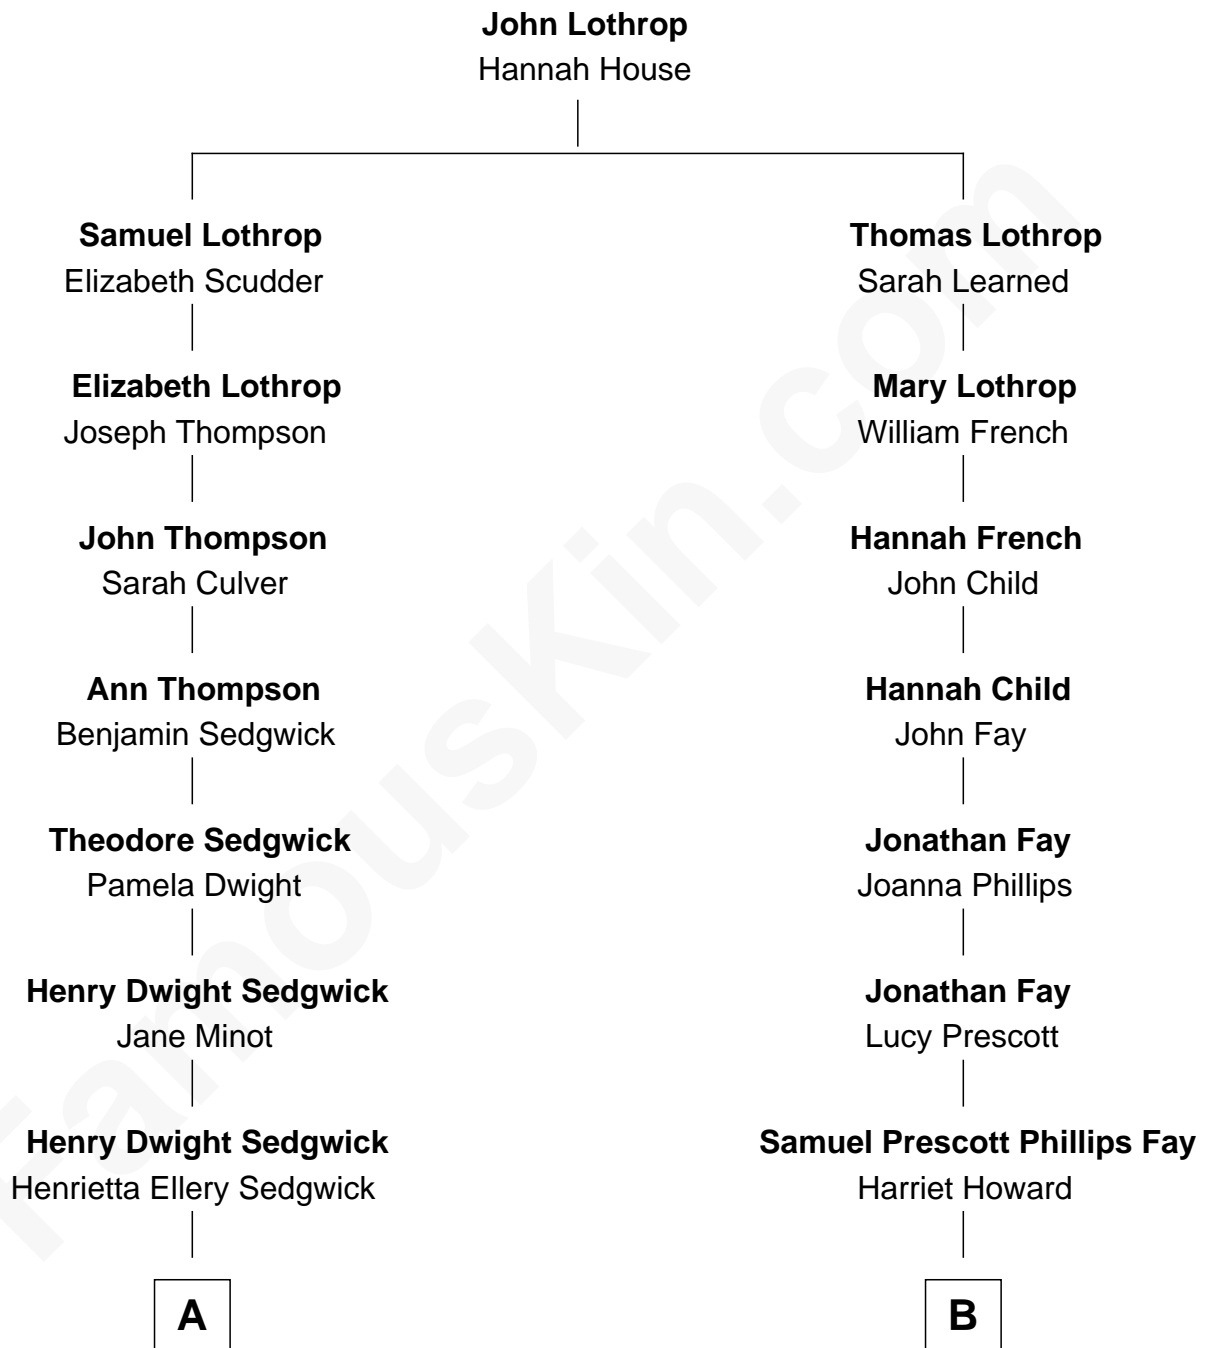 John Lothrop
Hannah House
Samuel Lothrop
Elizabeth Scudder
Elizabeth Lothrop
Joseph Thompson
John Thompson
Sarah Culver
Ann Thompson
Benjamin Sedgwick
Theodore Sedgwick
Pamela Dwight
Henry Dwight Sedgwick
Jane Minot
Henry Dwight Sedgwick
Henrietta Ellery Sedgwick
A
Thomas Lothrop
Sarah Learned
Mary Lothrop
William French
Hannah French
John Child
Hannah Child
John Fay
Jonathan Fay
Joanna Phillips
Jonathan Fay
Lucy Prescott
Samuel Prescott Phillips Fay
Harriet Howard
B
FamousKin.com